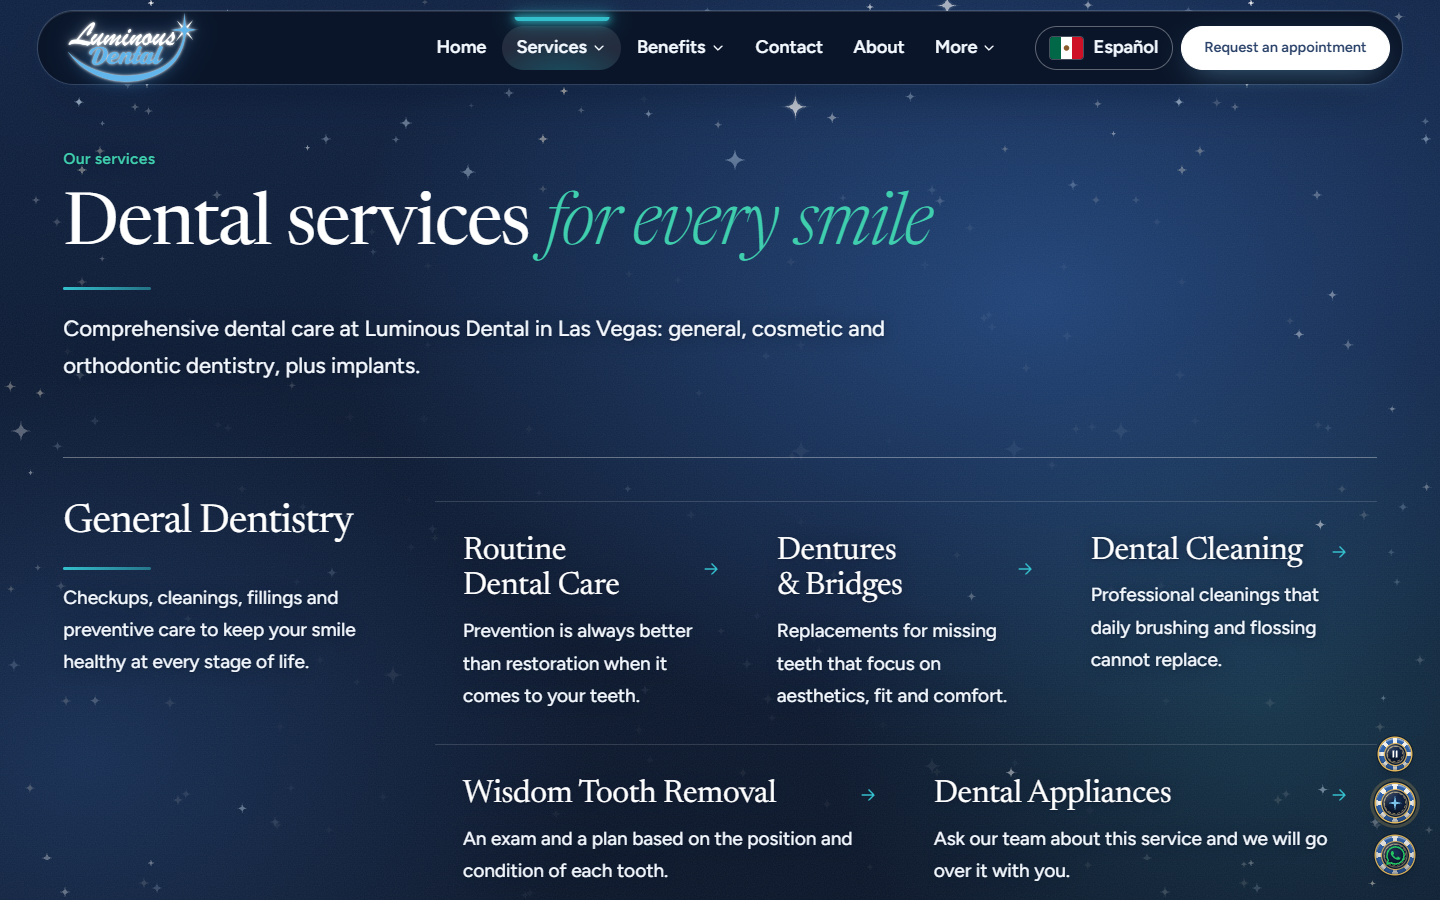 Luminous
Dental
Home
Services
Benefits
Contact
About
More
Español
Request an appointment
Our services
Dental services for every smile
Comprehensive dental care at Luminous Dental in Las Vegas: general, cosmetic and
orthodontic dentistry, plus implants.
General Dentistry
Checkups, cleanings, fillings and
preventive care to keep your smile
healthy at every stage of life.
Routine
Dental Care
Prevention is always better
than restoration when it
comes to your teeth.
Dentures
& Bridges
Replacements for missing
teeth that focus on
aesthetics, fit and comfort.
Dental Cleaning
Professional cleanings that
daily brushing and flossing
cannot replace.
Wisdom Tooth Removal
An exam and a plan based on the position and
condition of each tooth.
Dental Appliances
Ask our team about this service and we will go
over it with you.